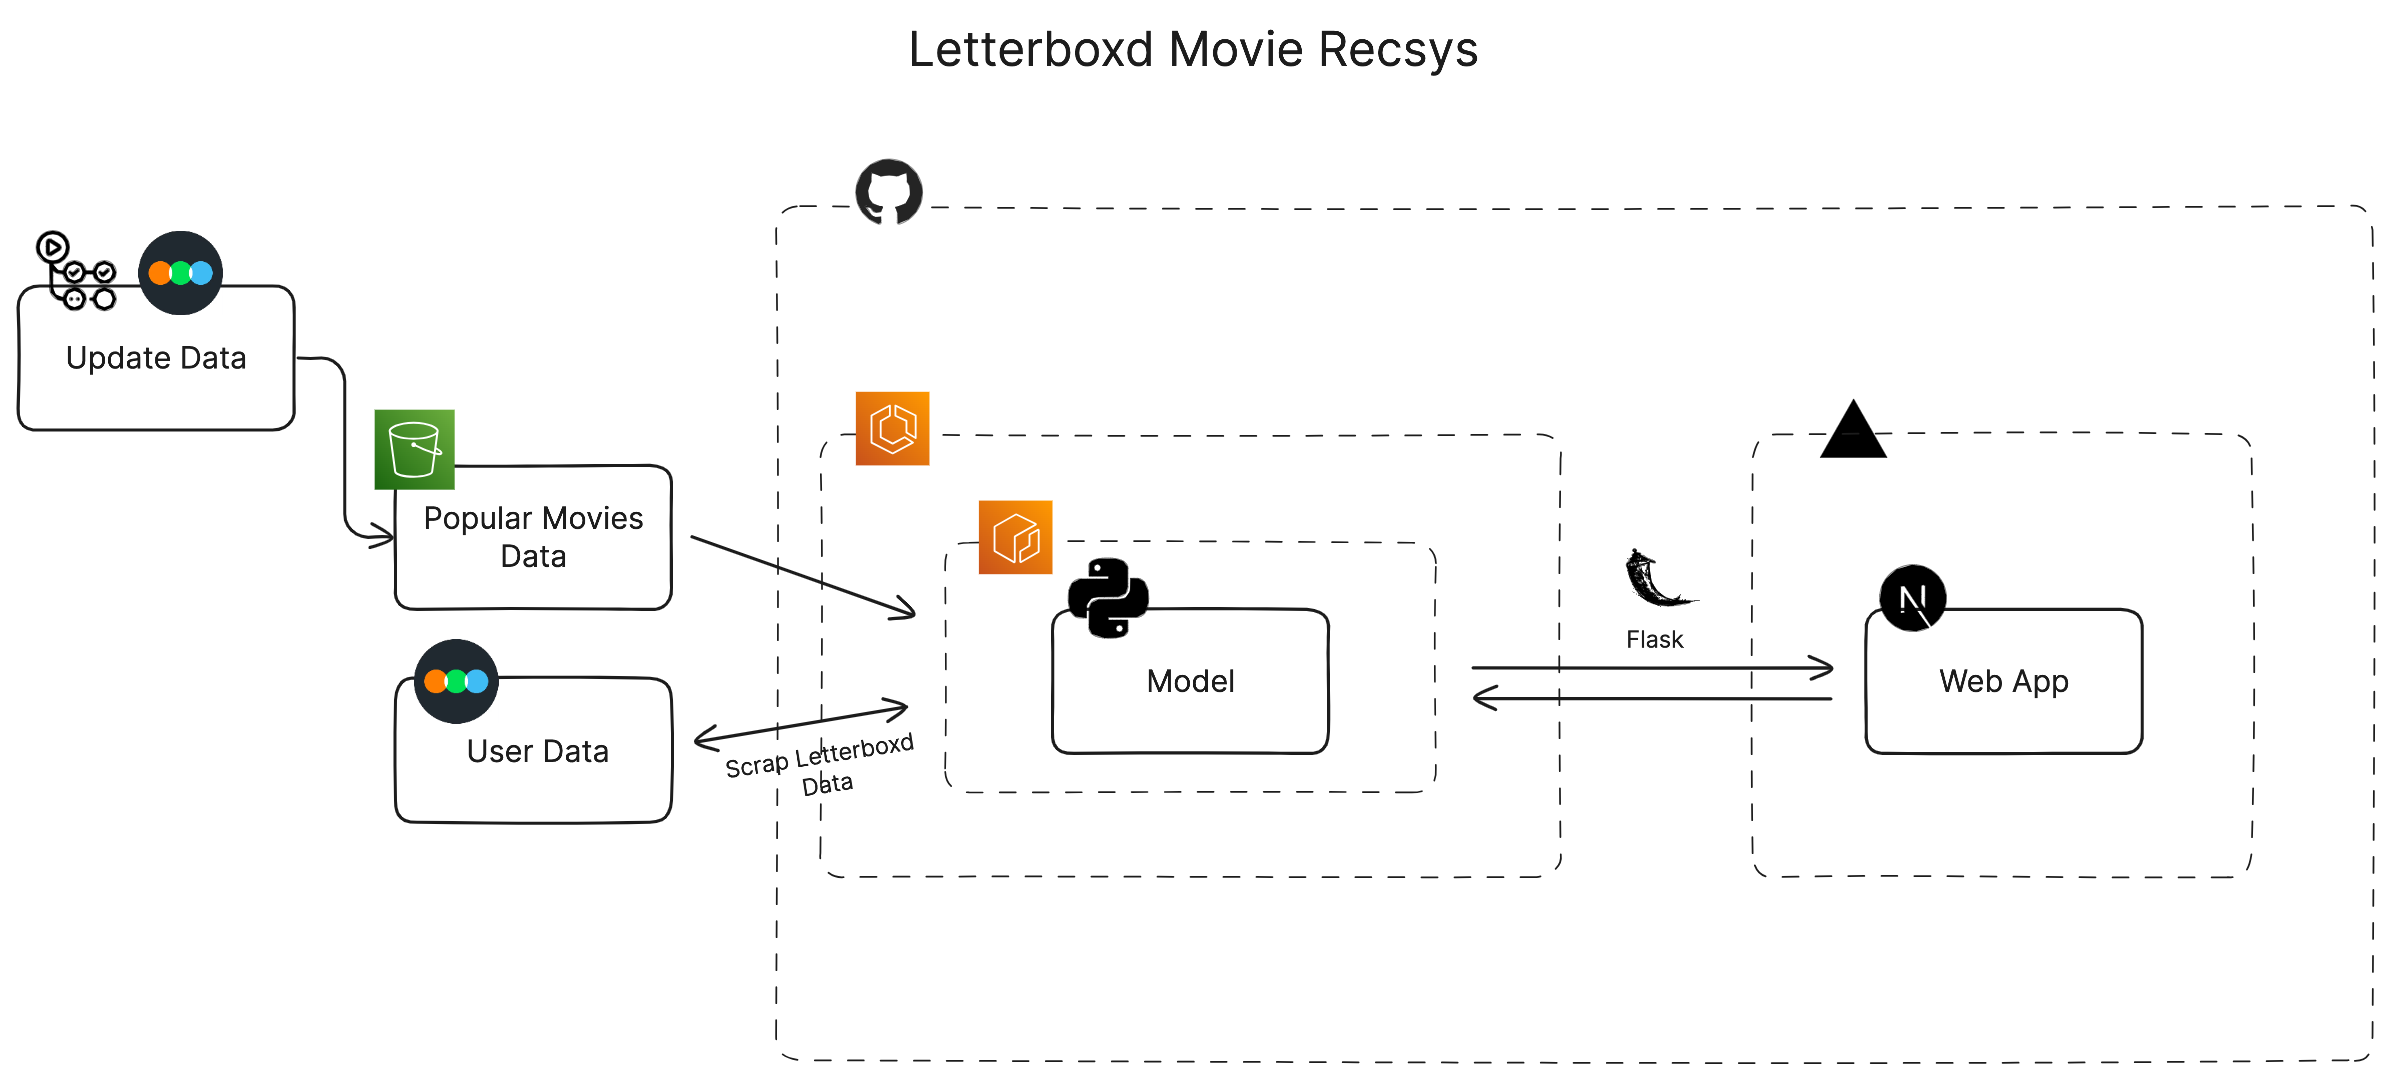 Letterboxd Movie Recsys
Update Data
Popular Movies
Data
User Data
Scrap Letterboxd
Data
Model
Flask
Web App